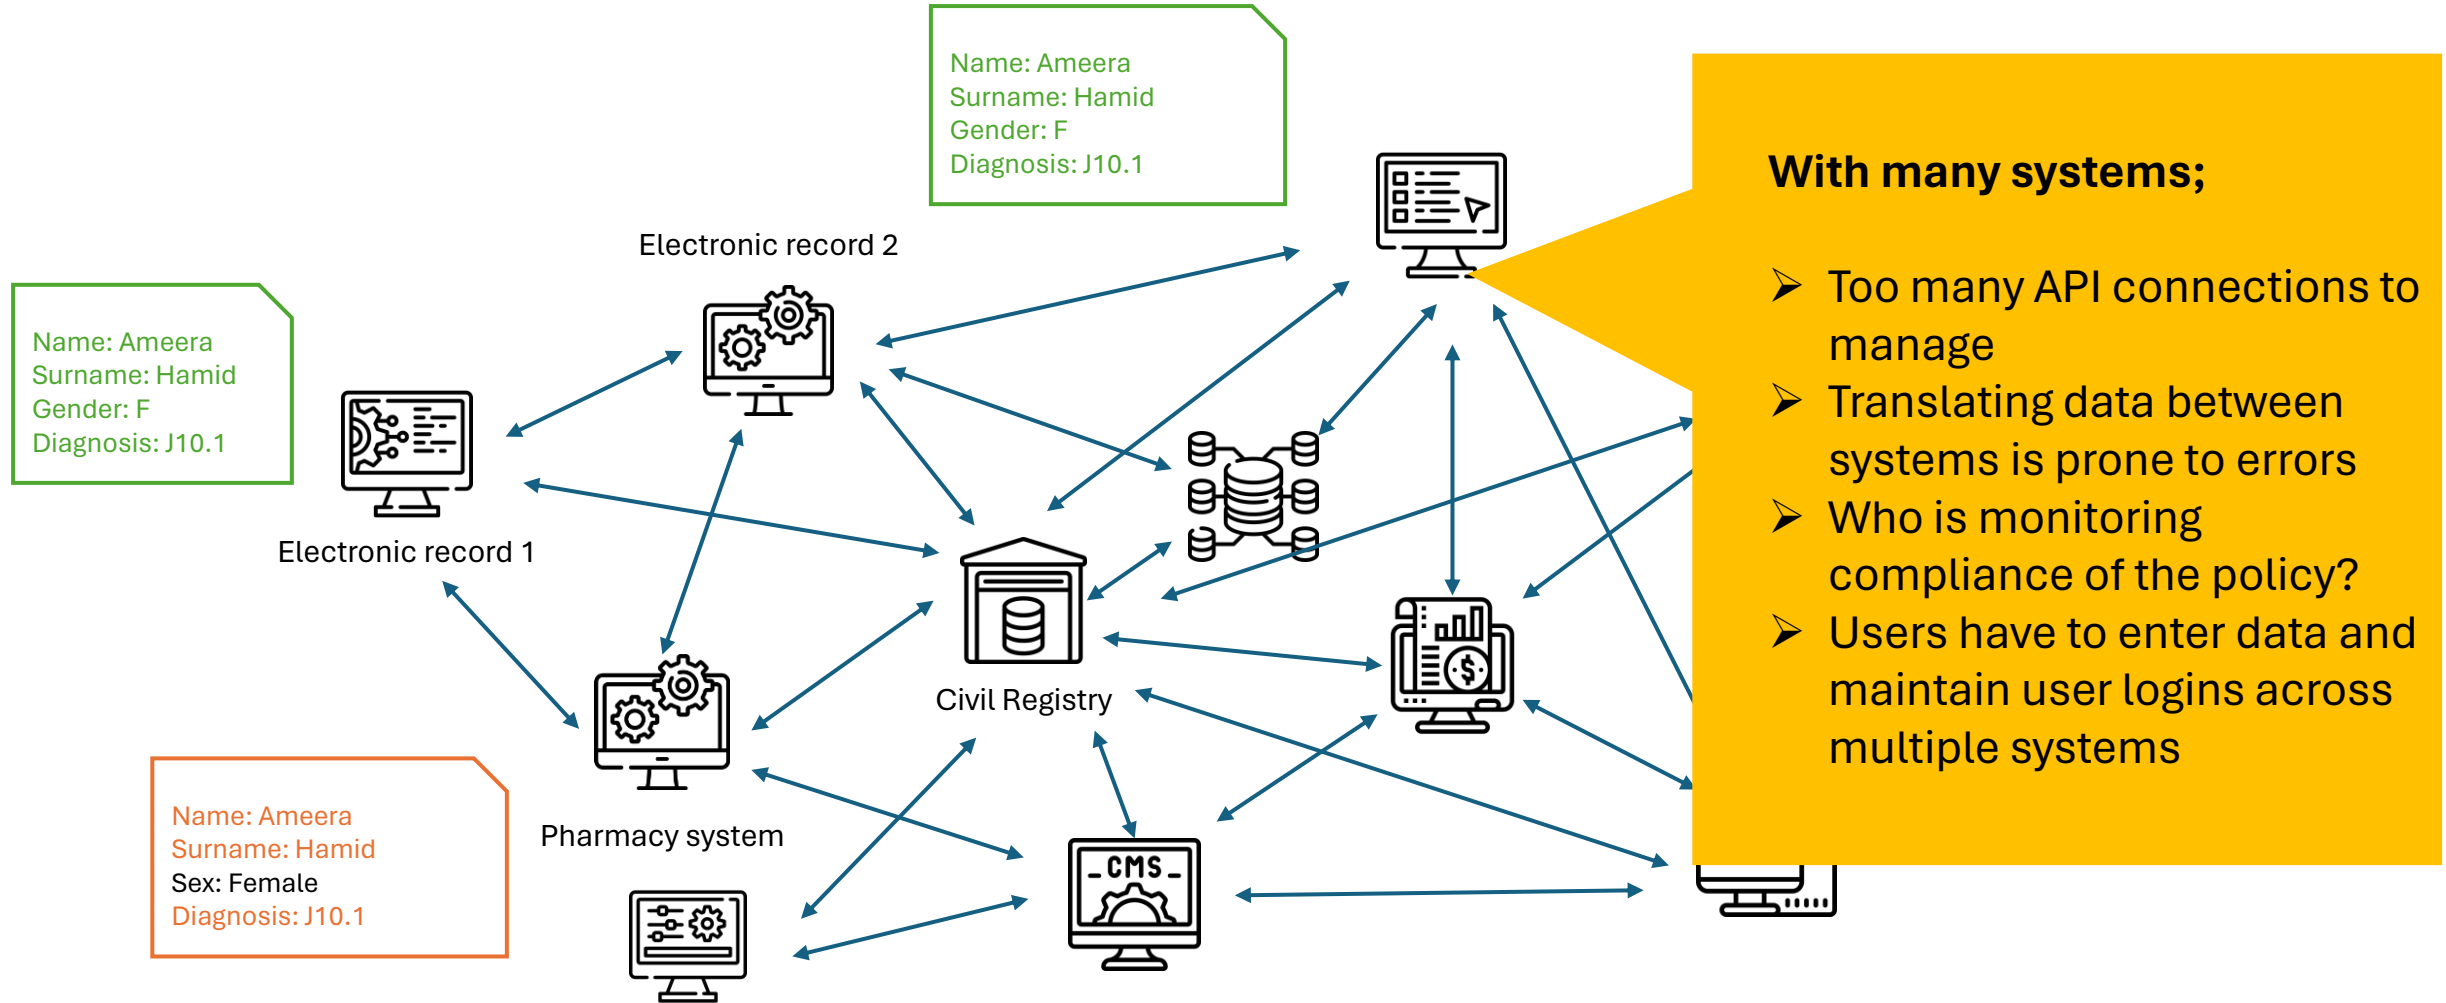 Name: Ameera
Surname: Hamid
Gender: F
Diagnosis: J10.1
With many systems;
➢ Too many API connections to
manage
➢ Translating data between
systems is prone to errors
➢ Who is monitoring
compliance of the policy?
➢ Users have to enter data and
maintain user logins across
multiple systems
Electronic record 2
Name: Ameera
Surname: Hamid
Gender: F
Diagnosis: J10.1
Electronic record 1
$
Civil Registry
Pharmacy system
Name: Ameera
Surname: Hamid
Sex: Female
Diagnosis: J10.1
CMS